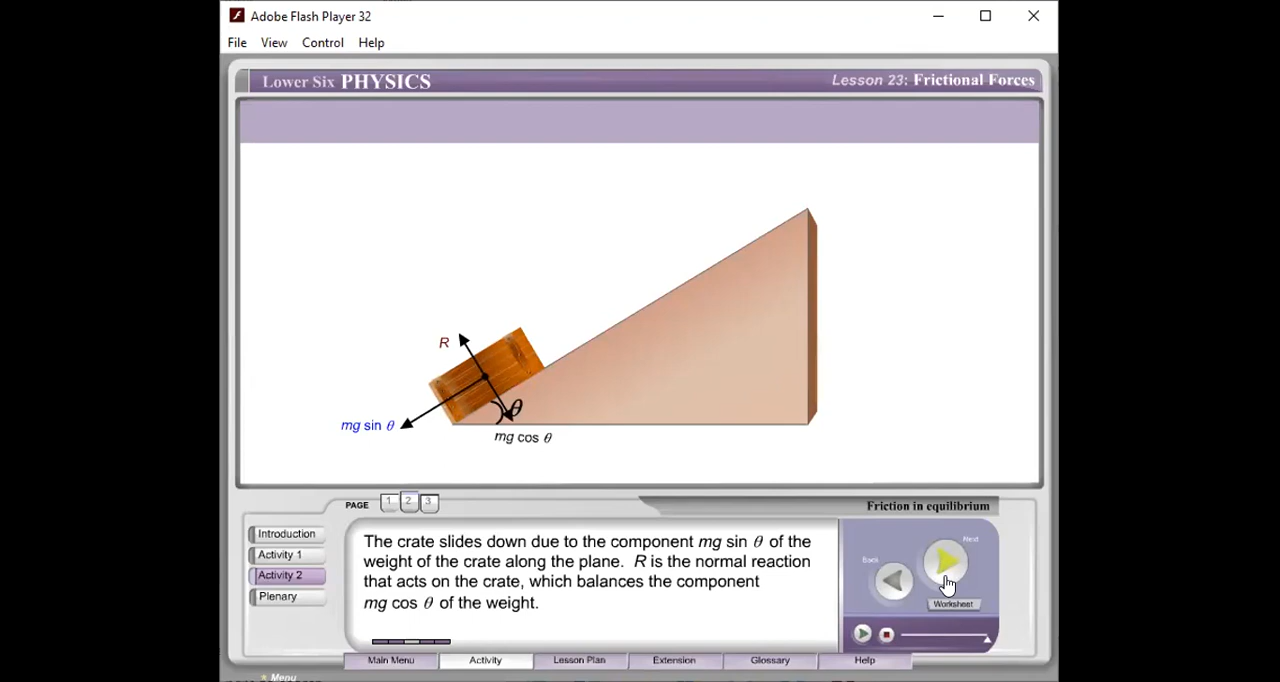 Adobe Flash Player 32
File View Control Help
Lower Six PHYSICS
Lesson 23: Frictional Forces
R
θ
mg sin θ
mg cos θ
PAGE 1 2 3
Friction in equilibrium
Introduction
Activity 1
Activity 2
Plenary
The crate slides down due to the component mg sin θ of the
weight of the crate along the plane. R is the normal reaction
that acts on the crate, which balances the component
mg cos θ of the weight.
Next
Back
Worksheet
Main Menu Activity Lesson Plan Extension Glossary Help
Menu